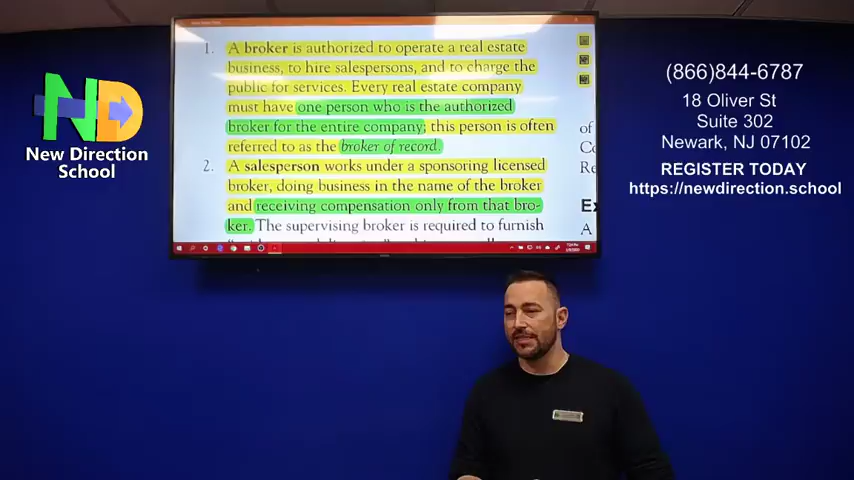 1. A broker is authorized to operate a real estate
business, to hire salespersons, and to charge the
public for services. Every real estate company
must have one person who is the authorized
broker for the entire company; this person is often
referred to as the broker of record.
2. A salesperson works under a sponsoring licensed
broker, doing business in the name of the broker
and receiving compensation only from that bro-
ker. The supervising broker is required to furnish
of
Re
Ex
A
ND
New Direction
School
(866)844-6787
18 Oliver St
Suite 302
Newark, NJ 07102
REGISTER TODAY
https://newdirection.school